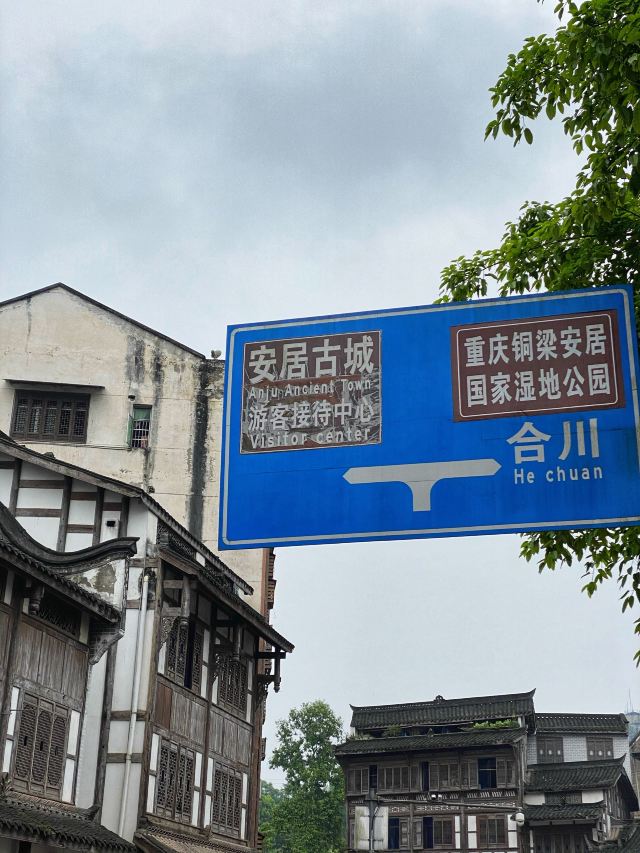 安居古城
Anju Ancient Town
游客接待中心
Visitor center
重庆铜梁安居
国家湿地公园
合川
He chuan